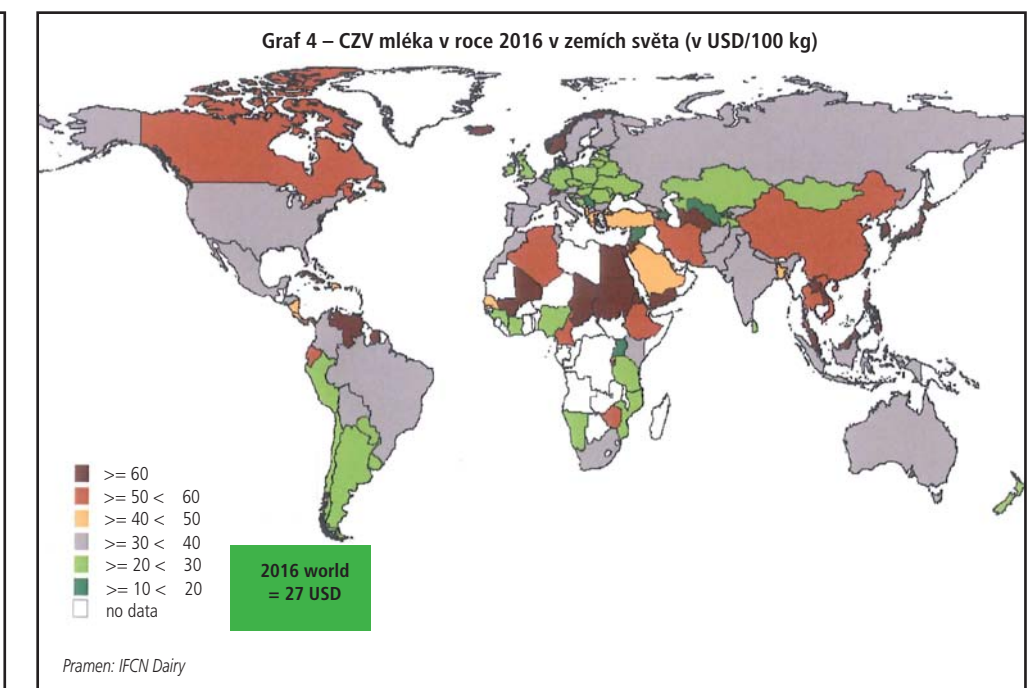 Graf 4 – CZV mléka v roce 2016 v zemích světa (v USD/100 kg)
>= 60
>= 50 < 60
>= 40 < 50
>= 30 < 40
>= 20 < 30
>= 10 < 20
no data
2016 world
= 27 USD
Pramen: IFCN Dairy